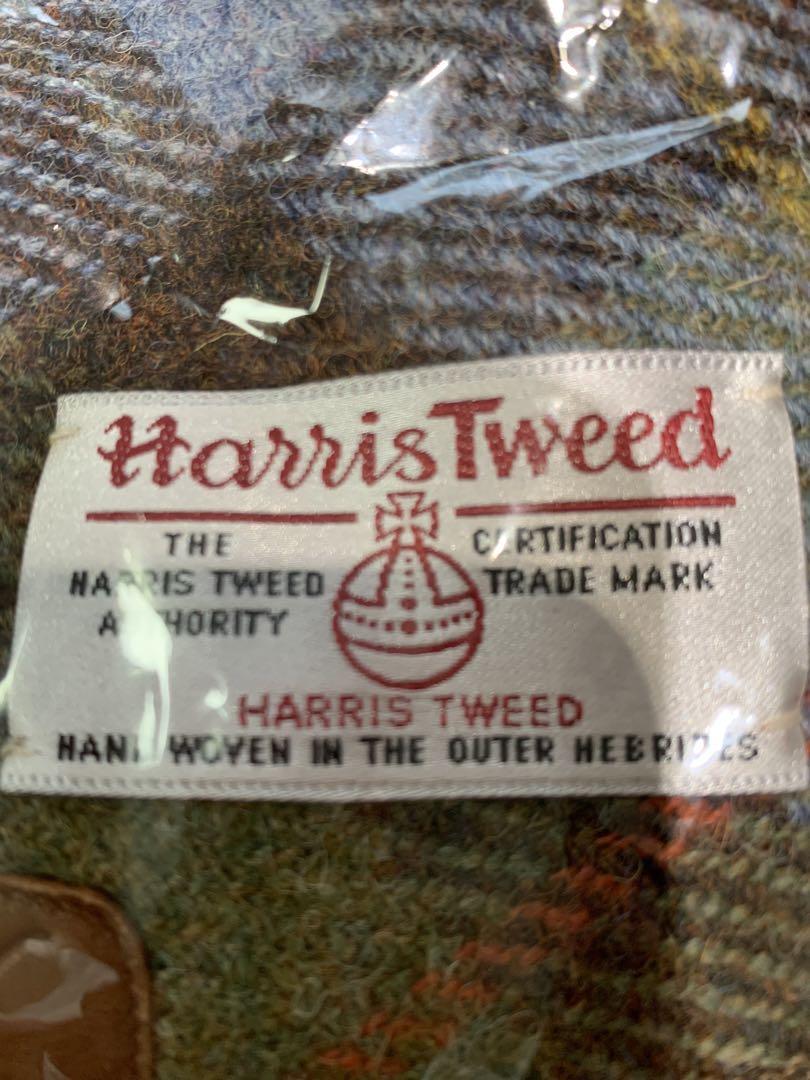 Harris Tweed
THE CERTIFICATION
HARRIS TWEED TRADE MARK
AUTHORITY
HARRIS TWEED
HAND WOVEN IN THE OUTER HEBRIDES